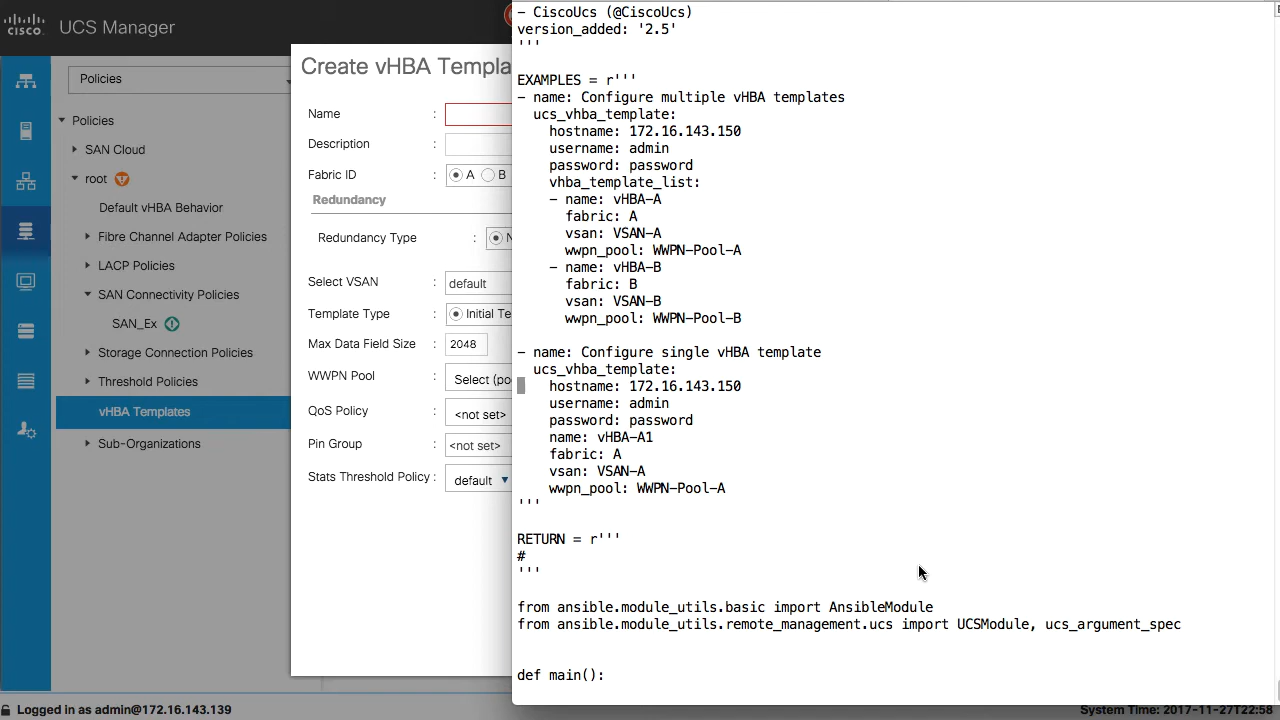 CISCO
UCS Manager
Policies
Policies
SAN Cloud
root
Default vHBA Behavior
Fibre Channel Adapter Policies
LACP Policies
SAN Connectivity Policies
SAN_Ex
Storage Connection Policies
Threshold Policies
vHBA Templates
Sub-Organizations
Create vHBA Templa
Name :
Description :
Fabric ID : A B
Redundancy
Redundancy Type : N
Select VSAN : default
Template Type : Initial Te
Max Data Field Size : 2048
WWPN Pool : Select (po
QoS Policy : <not set>
Pin Group : <not set>
Stats Threshold Policy : default
- CiscoUcs (@CiscoUcs)
version_added: '2.5'
'''
EXAMPLES = r'''
- name: Configure multiple vHBA templates
ucs_vhba_template:
hostname: 172.16.143.150
username: admin
password: password
vhba_template_list:
- name: vHBA-A
fabric: A
vsan: VSAN-A
wwpn_pool: WWPN-Pool-A
- name: vHBA-B
fabric: B
vsan: VSAN-B
wwpn_pool: WWPN-Pool-B
- name: Configure single vHBA template
ucs_vhba_template:
hostname: 172.16.143.150
username: admin
password: password
name: vHBA-A1
fabric: A
vsan: VSAN-A
wwpn_pool: WWPN-Pool-A
'''
RETURN = r'''
#
'''
from ansible.module_utils.basic import AnsibleModule
from ansible.module_utils.remote_management.ucs import UCSModule, ucs_argument_spec
def main():
Logged in as admin@172.16.143.139
System Time: 2017-11-27T22:58